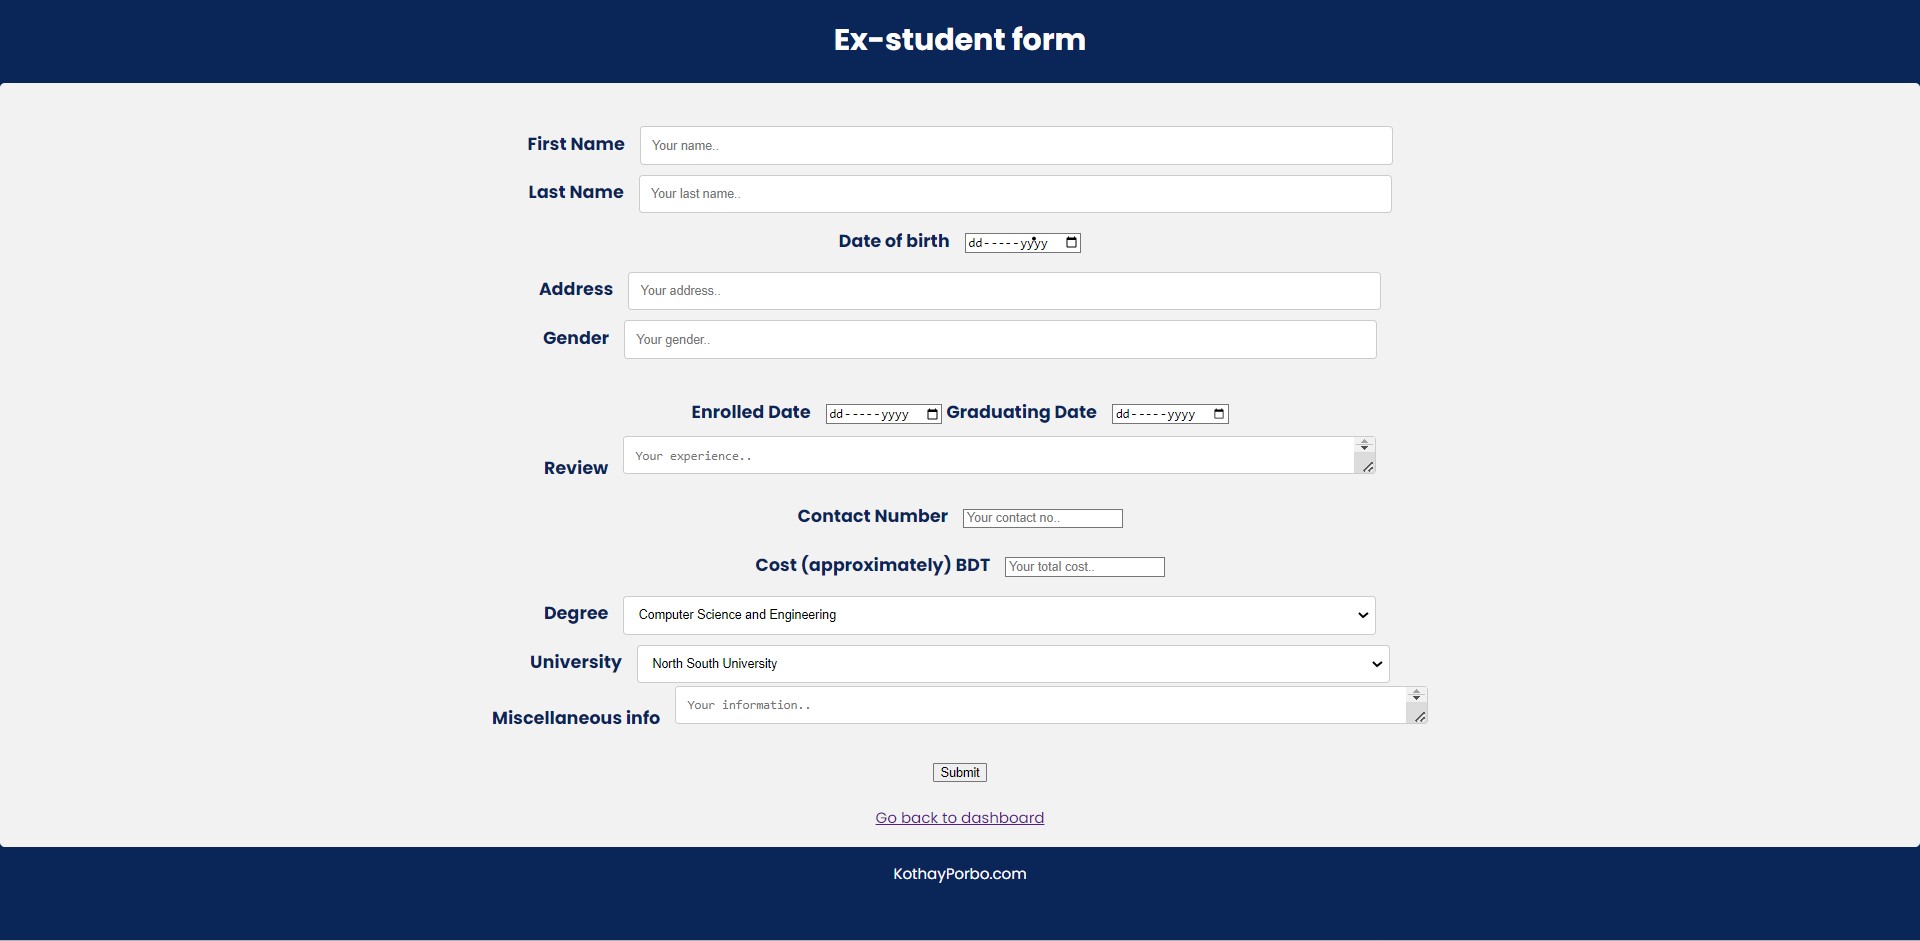 Ex-student form
First Name Your name..
Last Name Your last name..
Date of birth dd-----yyyy
Address Your address..
Gender Your gender..
Enrolled Date dd-----yyyy Graduating Date dd-----yyyy
Review Your experience..
Contact Number Your contact no..
Cost (approximately) BDT Your total cost..
Degree Computer Science and Engineering
University North South University
Miscellaneous info Your information..
Submit
Go back to dashboard
KothayPorbo.com